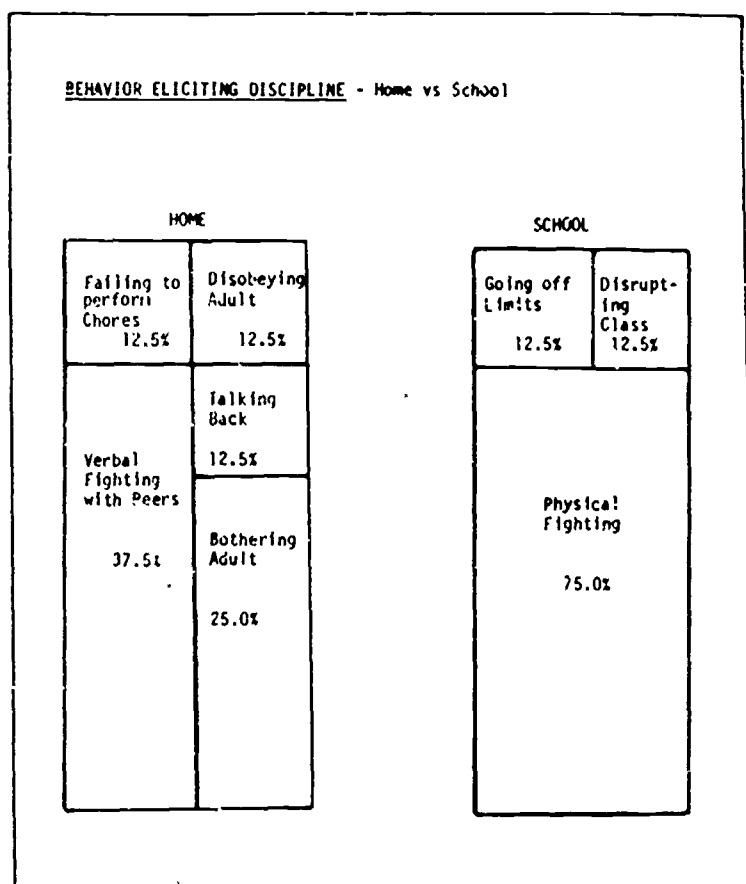 BEHAVIOR ELICITING DISCIPLINE - Home vs School
HOME
Failing to
perform
Chores
12.5%
Disobeying
Adult
12.5%
Verbal
Fighting
with Peers
37.5%
Talking
Back
12.5%
Bothering
Adult
25.0%
SCHOOL
Going off
Limits
12.5%
Disrupt-
ing
Class
12.5%
Physical
Fighting
75.0%